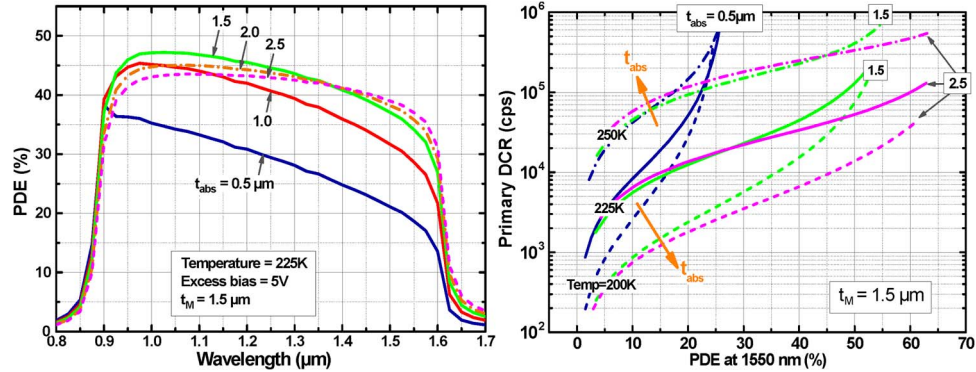 1.5
2.0
2.5
1.0
t_abs = 0.5 µm
Temperature = 225K
Excess bias = 5V
t_M = 1.5 µm
PDE (%)
50
40
30
20
10
0
0.8 0.9 1.0 1.1 1.2 1.3 1.4 1.5 1.6 1.7
Wavelength (µm)
t_abs = 0.5µm
1.5
t_abs
1.5
2.5
250K
225K
t_abs
Temp=200K
t_M = 1.5 µm
Primary DCR (cps)
10^6
10^5
10^4
10^3
10^2
0 10 20 30 40 50 60 70
PDE at 1550 nm (%)